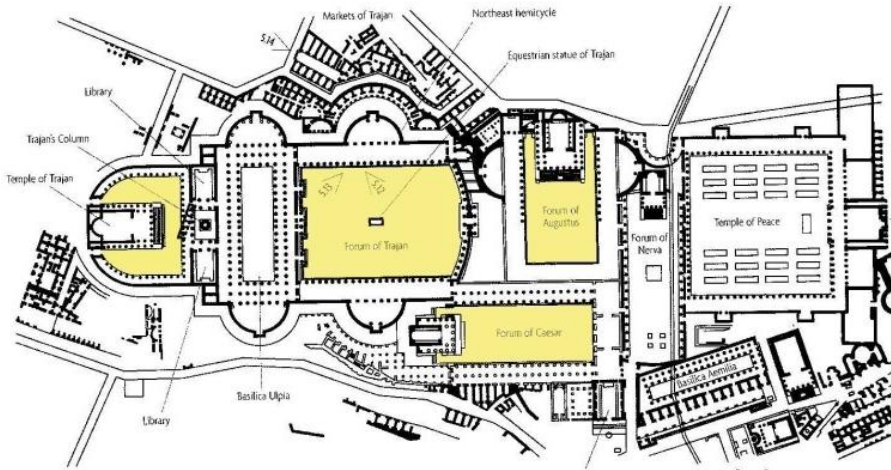 Markets of Trajan
Northeast hemicycle
5.14
Equestrian statue of Trajan
Library
Trajan's Column
Temple of Trajan
5.13
5.12
Forum of Trajan
Forum of
Augustus
Forum of
Nerva
Temple of Peace
Forum of Caesar
Basilica Aemilia
Basilica Ulpia
Library